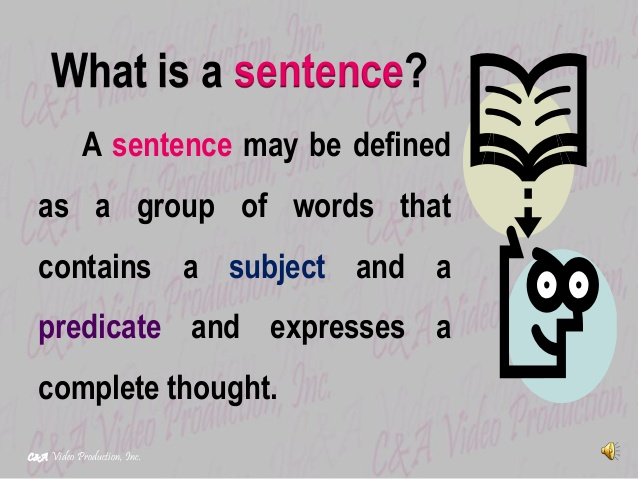 What is a sentence?
A sentence may be defined
as a group of words that
contains a subject and a
predicate and expresses a
complete thought.
C&A Video Production, Inc.